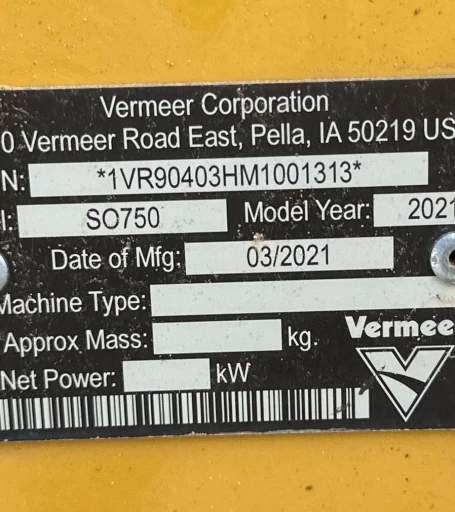 Vermeer Corporation
0 Vermeer Road East, Pella, IA 50219 US
N: *1VR90403HM1001313*
l: SO750 Model Year: 2021
Date of Mfg: 03/2021
Machine Type:
Approx Mass: kg.
Vermee
Net Power: kW